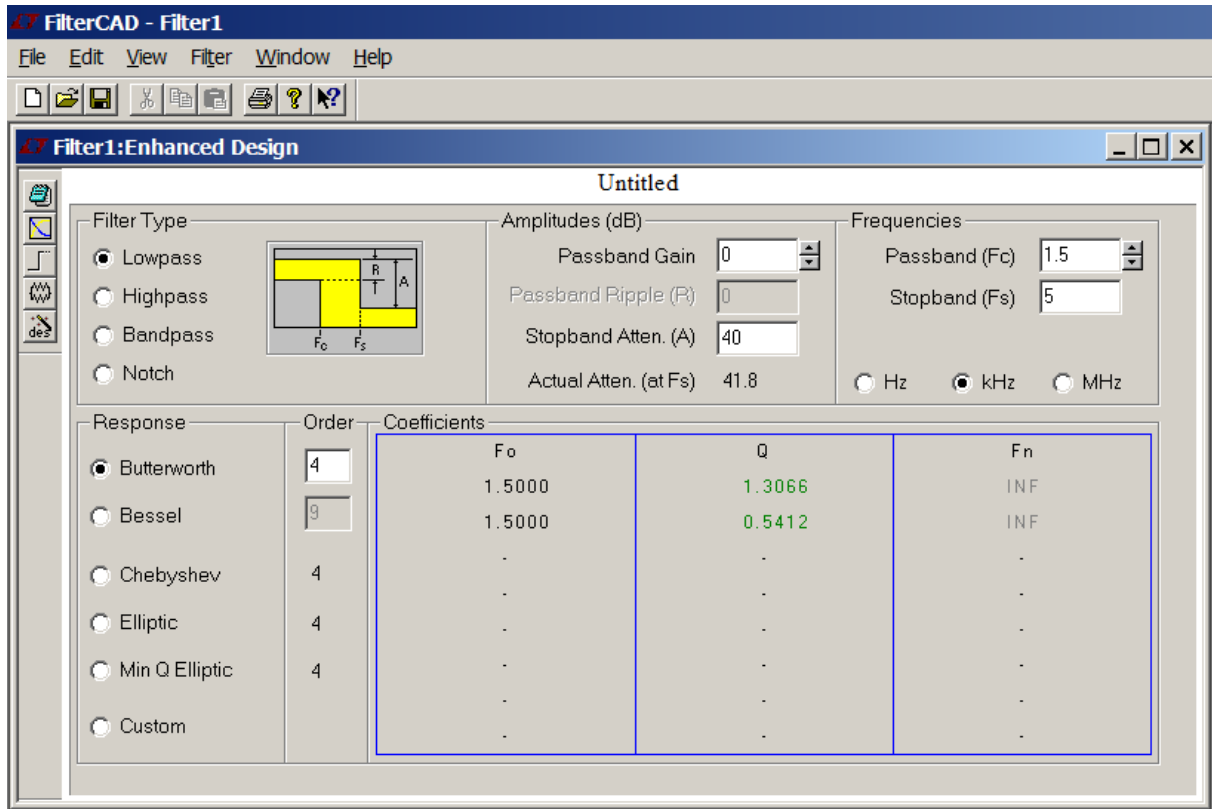 FilterCAD - Filter1
File Edit View Filter Window Help
Filter1:Enhanced Design
Untitled
des
Filter Type
Lowpass
Highpass
Bandpass
Notch
R
A
Fc Fs
Amplitudes (dB)
Passband Gain 0
Passband Ripple (R) 0
Stopband Atten. (A) 40
Actual Atten. (at Fs) 41.8
Frequencies
Passband (Fc) 1.5
Stopband (Fs) 5
Hz kHz MHz
Response Order
Butterworth 4
Bessel 9
Chebyshev 4
Elliptic 4
Min Q Elliptic 4
Custom
Coefficients
Fo Q Fn
1.5000 1.3066 INF
1.5000 0.5412 INF
- - -
- - -
- - -
- - -
- - -
- - -